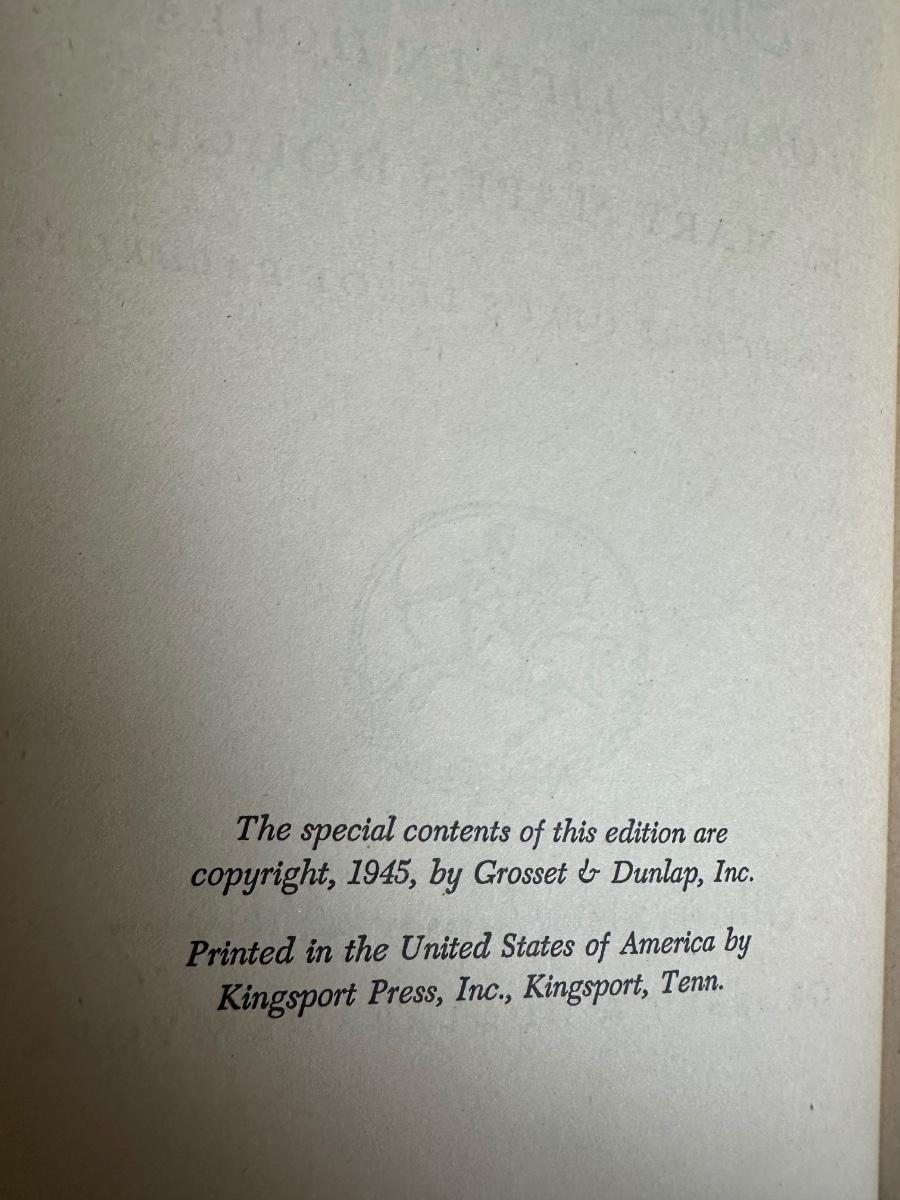 The special contents of this edition are
copyright, 1945, by Grosset & Dunlap, Inc.
Printed in the United States of America by
Kingsport Press, Inc., Kingsport, Tenn.